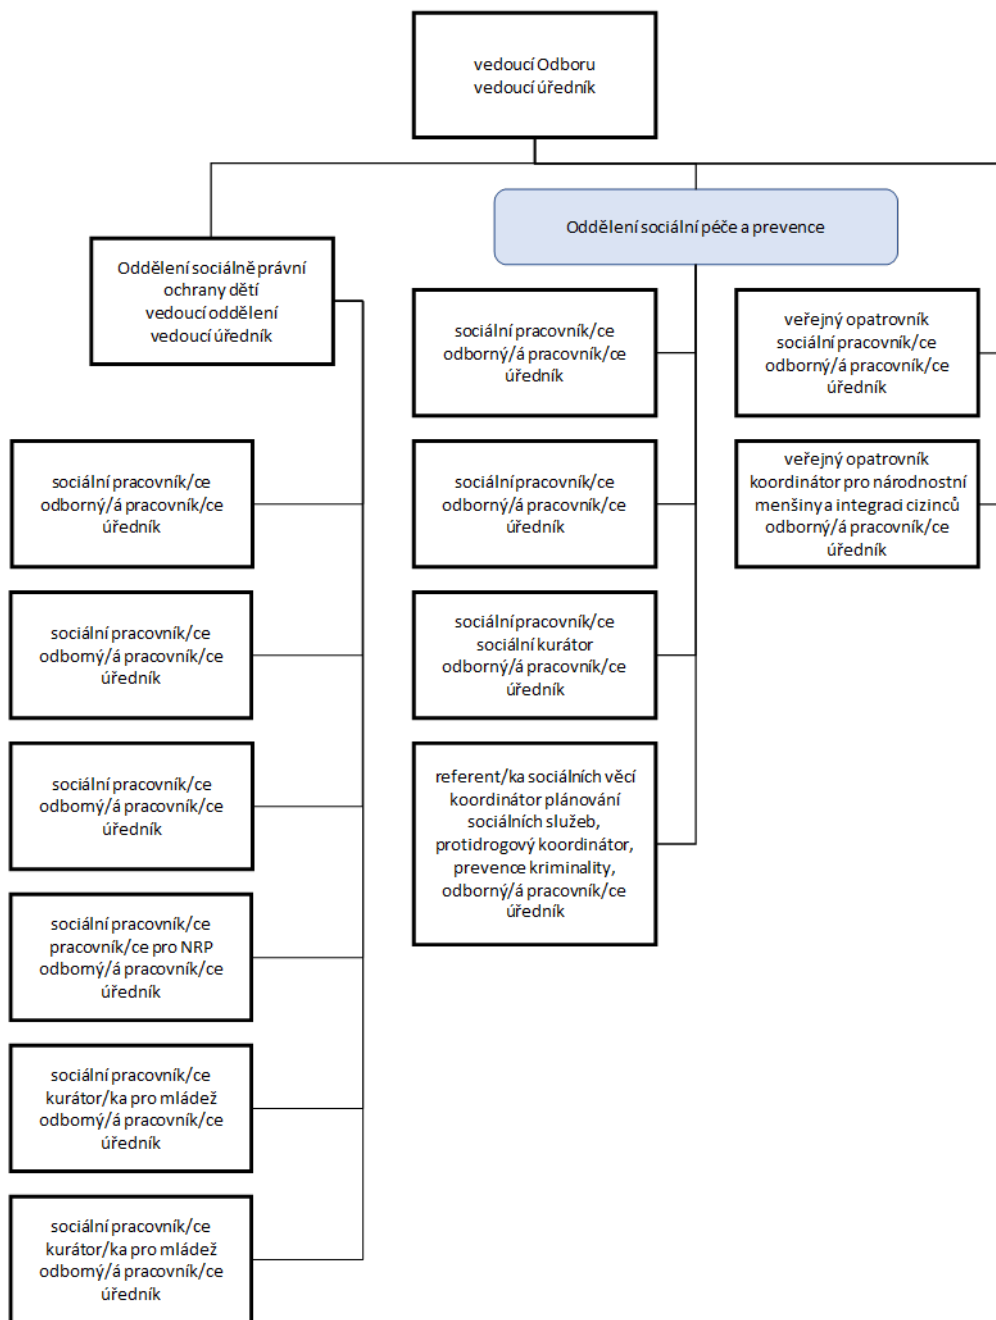 vedoucí Odboru
vedoucí úředník
Oddělení sociální péče a prevence
Oddělení sociálně právní
ochrany dětí
vedoucí oddělení
vedoucí úředník
sociální pracovník/ce
odborný/á pracovník/ce
úředník
sociální pracovník/ce
odborný/á pracovník/ce
úředník
sociální pracovník/ce
odborný/á pracovník/ce
úředník
sociální pracovník/ce
pracovník/ce pro NRP
odborný/á pracovník/ce
úředník
sociální pracovník/ce
kurátor/ka pro mládež
odborný/á pracovník/ce
úředník
sociální pracovník/ce
kurátor/ka pro mládež
odborný/á pracovník/ce
úředník
sociální pracovník/ce
odborný/á pracovník/ce
úředník
sociální pracovník/ce
odborný/á pracovník/ce
úředník
sociální pracovník/ce
sociální kurátor
odborný/á pracovník/ce
úředník
referent/ka sociálních věcí
koordinátor plánování
sociálních služeb,
protidrogový koordinátor,
prevence kriminality,
odborný/á pracovník/ce
úředník
veřejný opatrovník
sociální pracovník/ce
odborný/á pracovník/ce
úředník
veřejný opatrovník
koordinátor pro národnostní
menšiny a integraci cizinců
odborný/á pracovník/ce
úředník